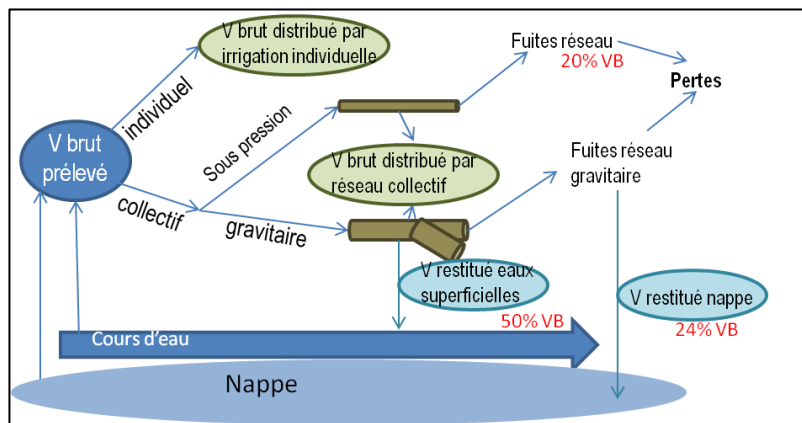 V brut distribué par
irrigation individuelle
Fuites réseau
20% VB
Pertes
individuel
Sous pression
V brut
prélevé
V brut distribué par
réseau collectif
Fuites réseau
gravitaire
collectif
gravitaire
V restitué eaux
superficielles
50% VB
V restitué nappe
24% VB
Cours d'eau
Nappe